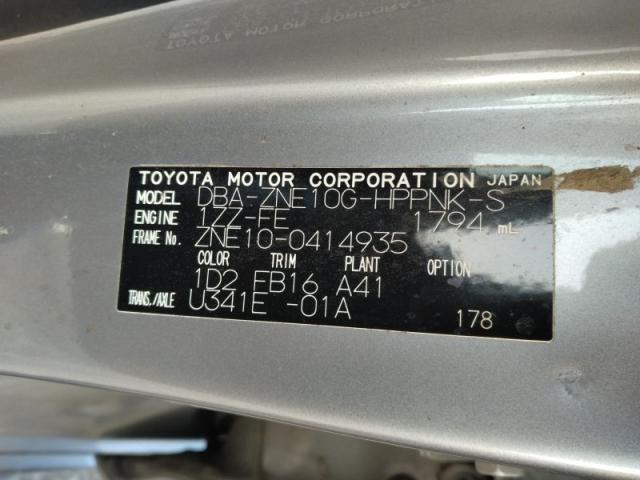 TOYOTA MOTOR CORPORATION JAPAN
MODEL DBA-ZNE10G-HPPNK-S
ENGINE 1ZZ-FE 1794 mL
FRAME No. ZNE10-0414935
COLOR TRIM PLANT OPTION
1D2 FB16 A41
TRANS./AXLE U341E -01A
178